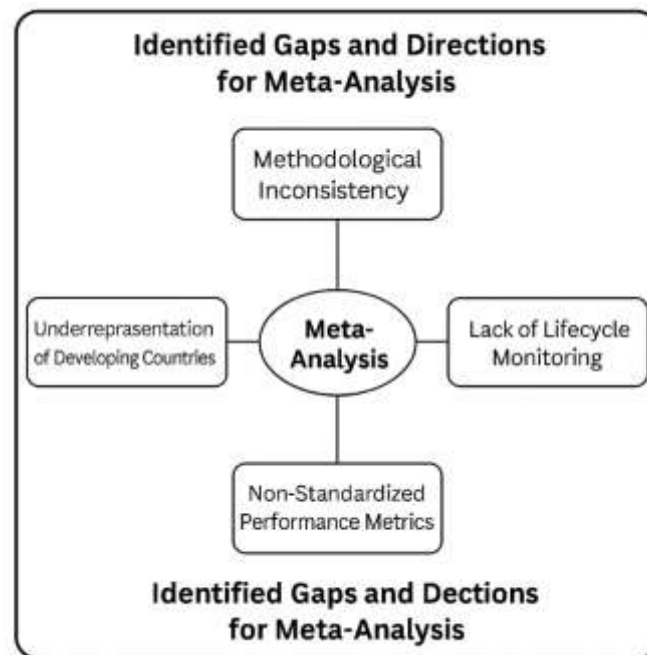 Identified Gaps and Directions
for Meta-Analysis
Methodological
Inconsistency
Underreprasentation
of Developing Countries
Meta-
Analysis
Lack of Lifecycle
Monitoring
Non-Standardized
Performance Metrics
Identified Gaps and Dections
for Meta-Analysis